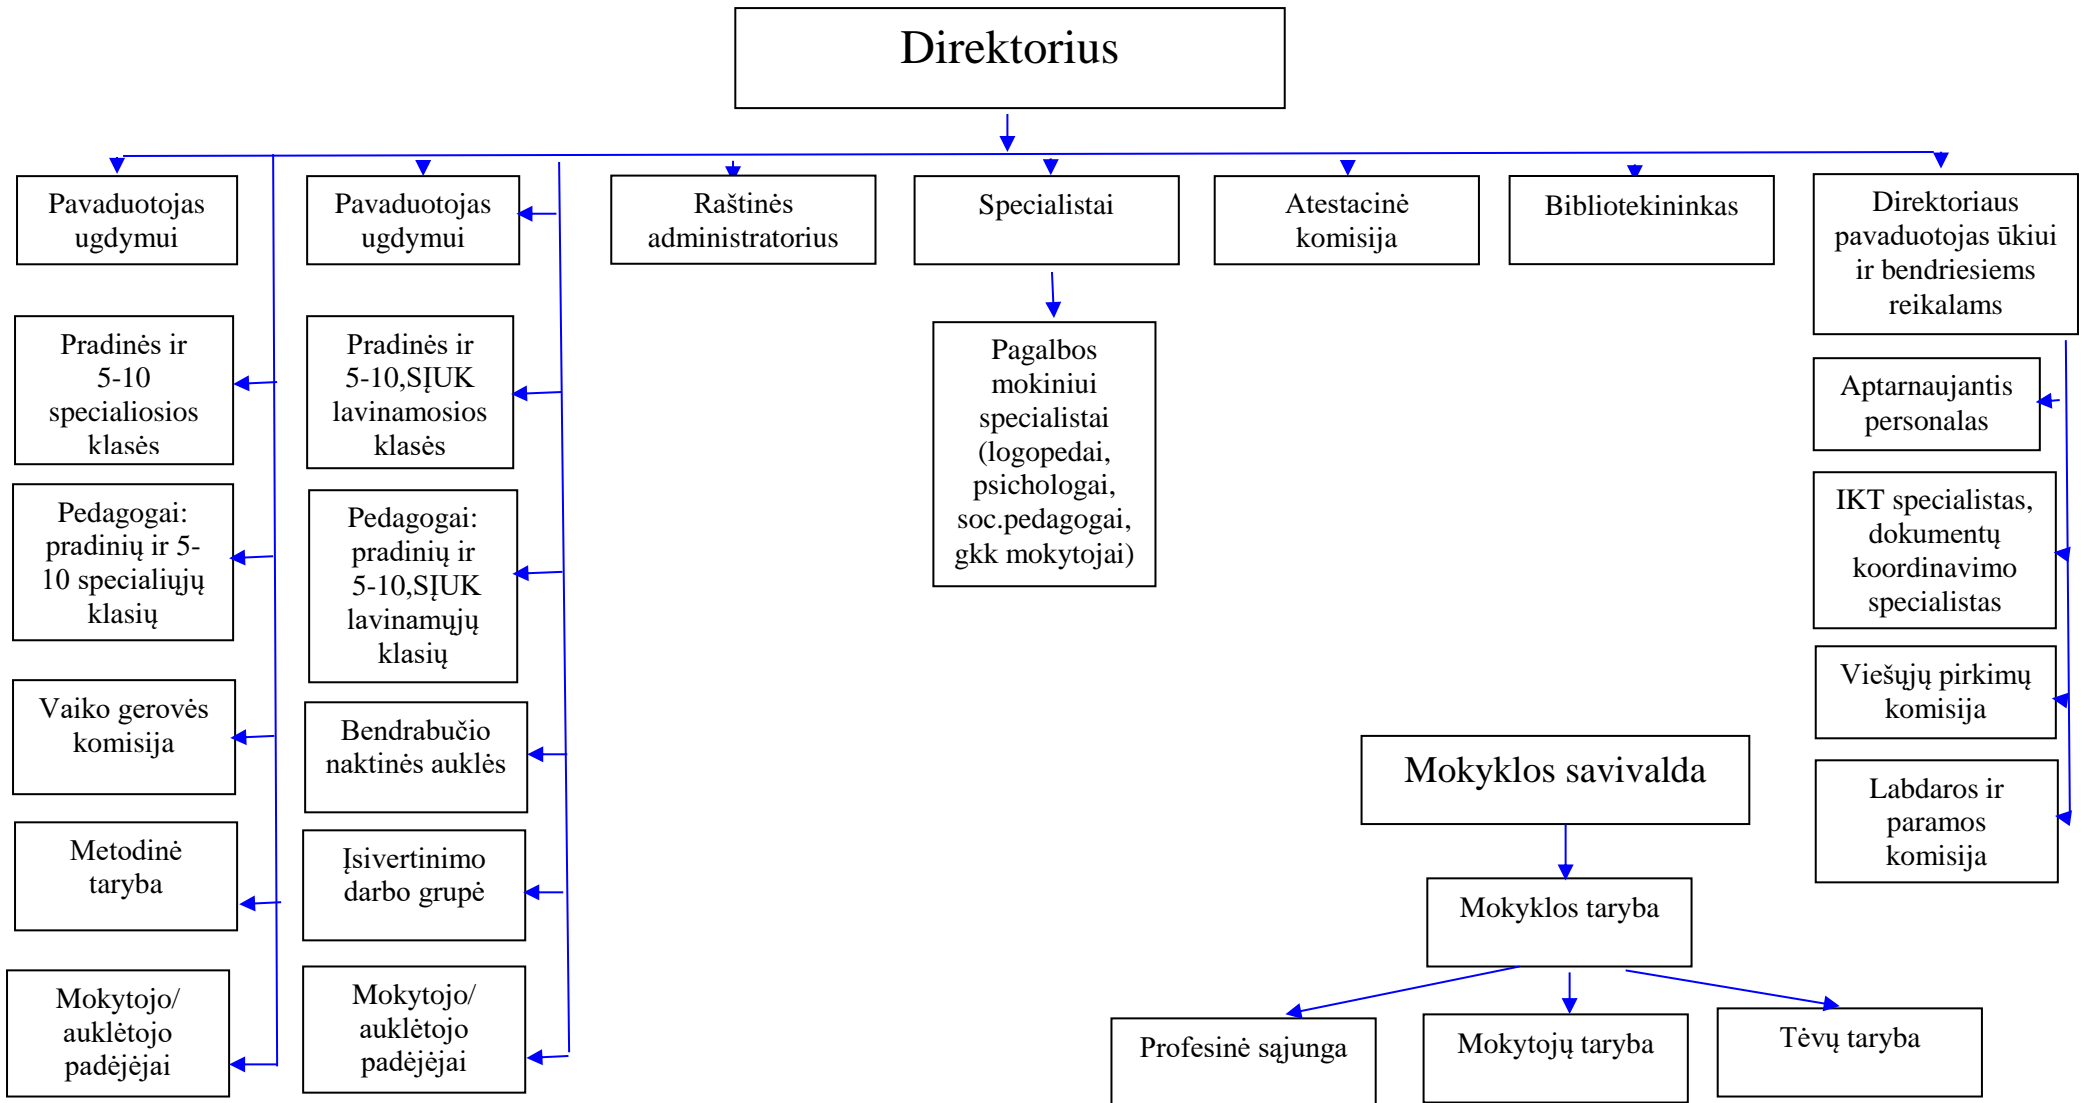 Direktorius
Pavaduotojas
ugdymui
Pavaduotojas
ugdymui
Raštinės
administratorius
Specialistai
Atestacinė
komisija
Bibliotekininkas
Direktoriaus
pavaduotojas ūkiui
ir bendriesiems
reikalams
Pradinės ir
5-10
specialiosios
klasės
Pedagogai:
pradinių ir 5-
10 specialiųjų
klasių
Vaiko gerovės
komisija
Metodinė
taryba
Mokytojo/
auklėtojo
padėjėjai
Pradinės ir
5-10,SĮUK
lavinamosios
klasės
Pedagogai:
pradinių ir
5-10,SĮUK
lavinamųjų
klasių
Bendrabučio
naktinės auklės
Įsivertinimo
darbo grupė
Mokytojo/
auklėtojo
padėjėjai
Pagalbos
mokiniui
specialistai
(logopedai,
psichologai,
soc.pedagogai,
gkk mokytojai)
Aptarnaujantis
personalas
IKT specialistas,
dokumentų
koordinavimo
specialistas
Viešųjų pirkimų
komisija
Labdaros ir
paramos
komisija
Mokyklos savivalda
Mokyklos taryba
Profesinė sąjunga
Mokytojų taryba
Tėvų taryba